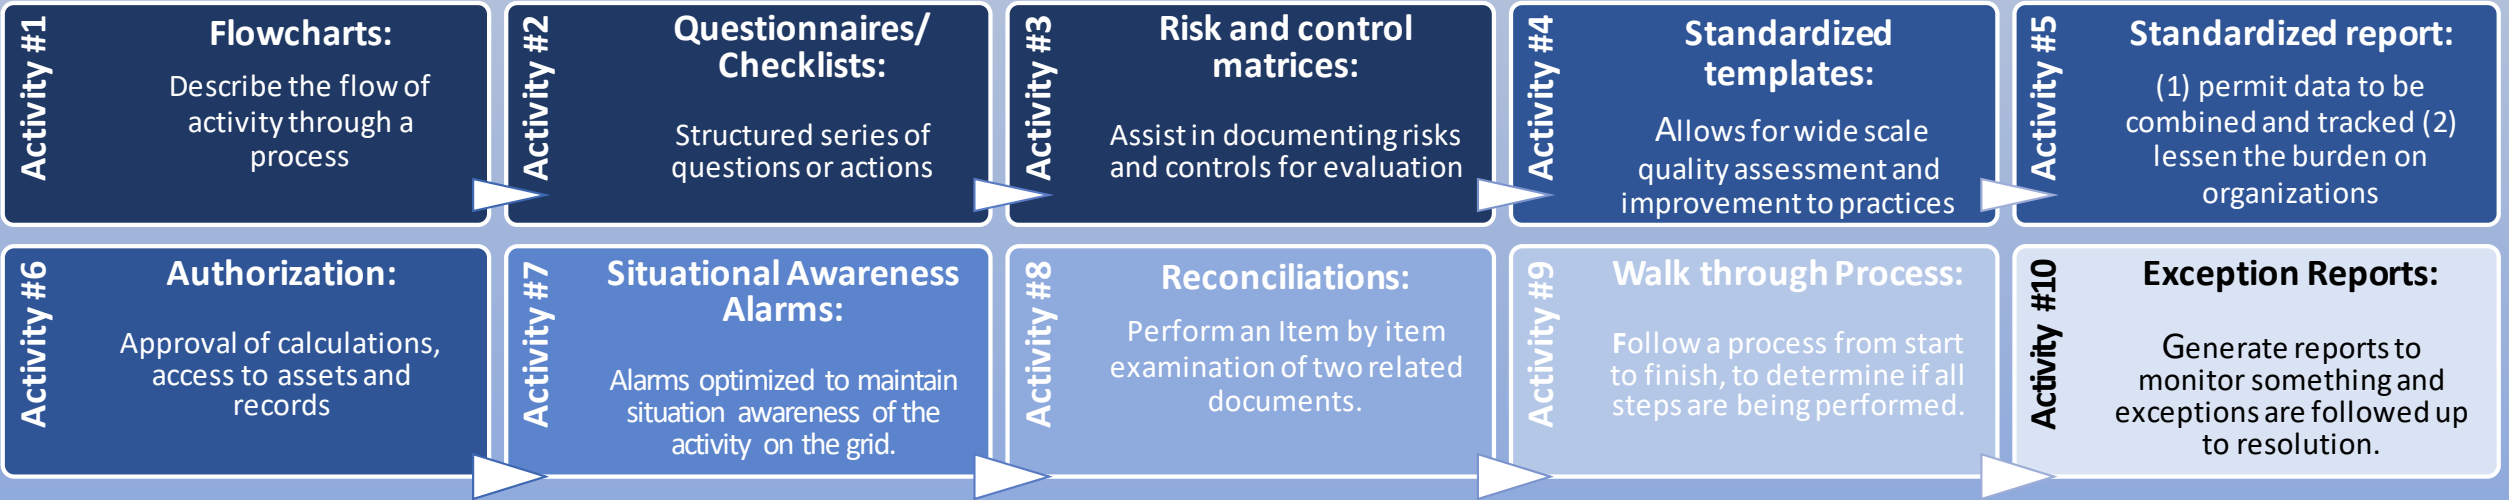 Activity #1
Flowcharts:
Describe the flow of
activity through a
process
Activity #2
Questionnaires/
Checklists:
Structured series of
questions or actions
Activity #3
Risk and control
matrices:
Assist in documenting risks
and controls for evaluation
Activity #4
Standardized
templates:
Allows for wide scale
quality assessment and
improvement to practices
Activity #5
Standardized report:
(1) permit data to be
combined and tracked (2)
lessen the burden on
organizations
Activity #6
Authorization:
Approval of calculations,
access to assets and
records
Activity #7
Situational Awareness
Alarms:
Alarms optimized to maintain
situation awareness of the
activity on the grid.
Activity #8
Reconciliations:
Perform an Item by item
examination of two related
documents.
Activity #9
Walk through Process:
Follow a process from start
to finish, to determine if all
steps are being performed.
Activity #10
Exception Reports:
Generate reports to
monitor something and
exceptions are followed up
to resolution.